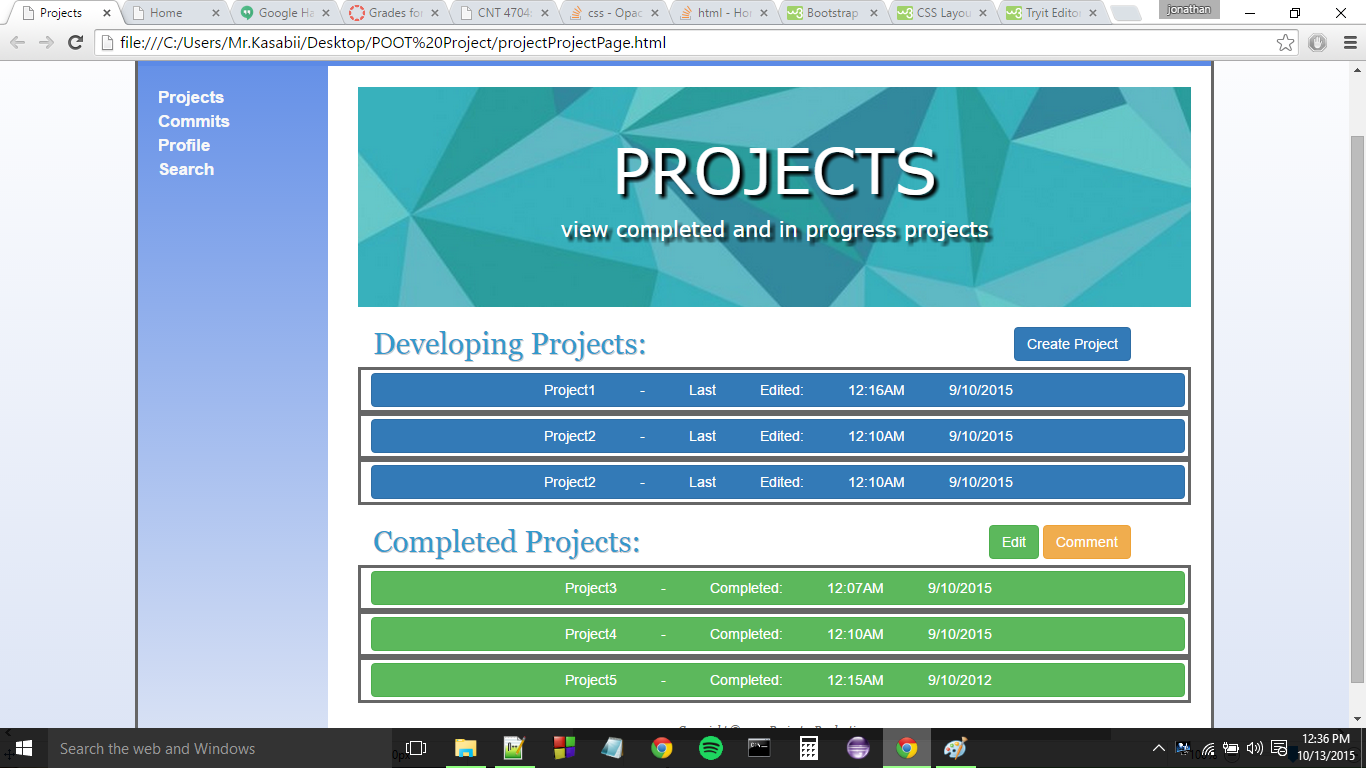 Projects
Home
Google Ha
Grades for
CNT 4704:
css - Opac
html - Hor
Bootstrap
CSS Layou
Tryit Editor
jonathan
file:///C:/Users/Mr.Kasabii/Desktop/POOT%20Project/projectProjectPage.html
Projects
Commits
Profile
Search
PROJECTS
view completed and in progress projects
Developing Projects:
Create Project
Project1 - Last Edited: 12:16AM 9/10/2015
Project2 - Last Edited: 12:10AM 9/10/2015
Project2 - Last Edited: 12:10AM 9/10/2015
Completed Projects:
Edit
Comment
Project3 - Completed: 12:07AM 9/10/2015
Project4 - Completed: 12:10AM 9/10/2015
Project5 - Completed: 12:15AM 9/10/2012
Search the web and Windows
0px
12:36 PM
10/13/2015